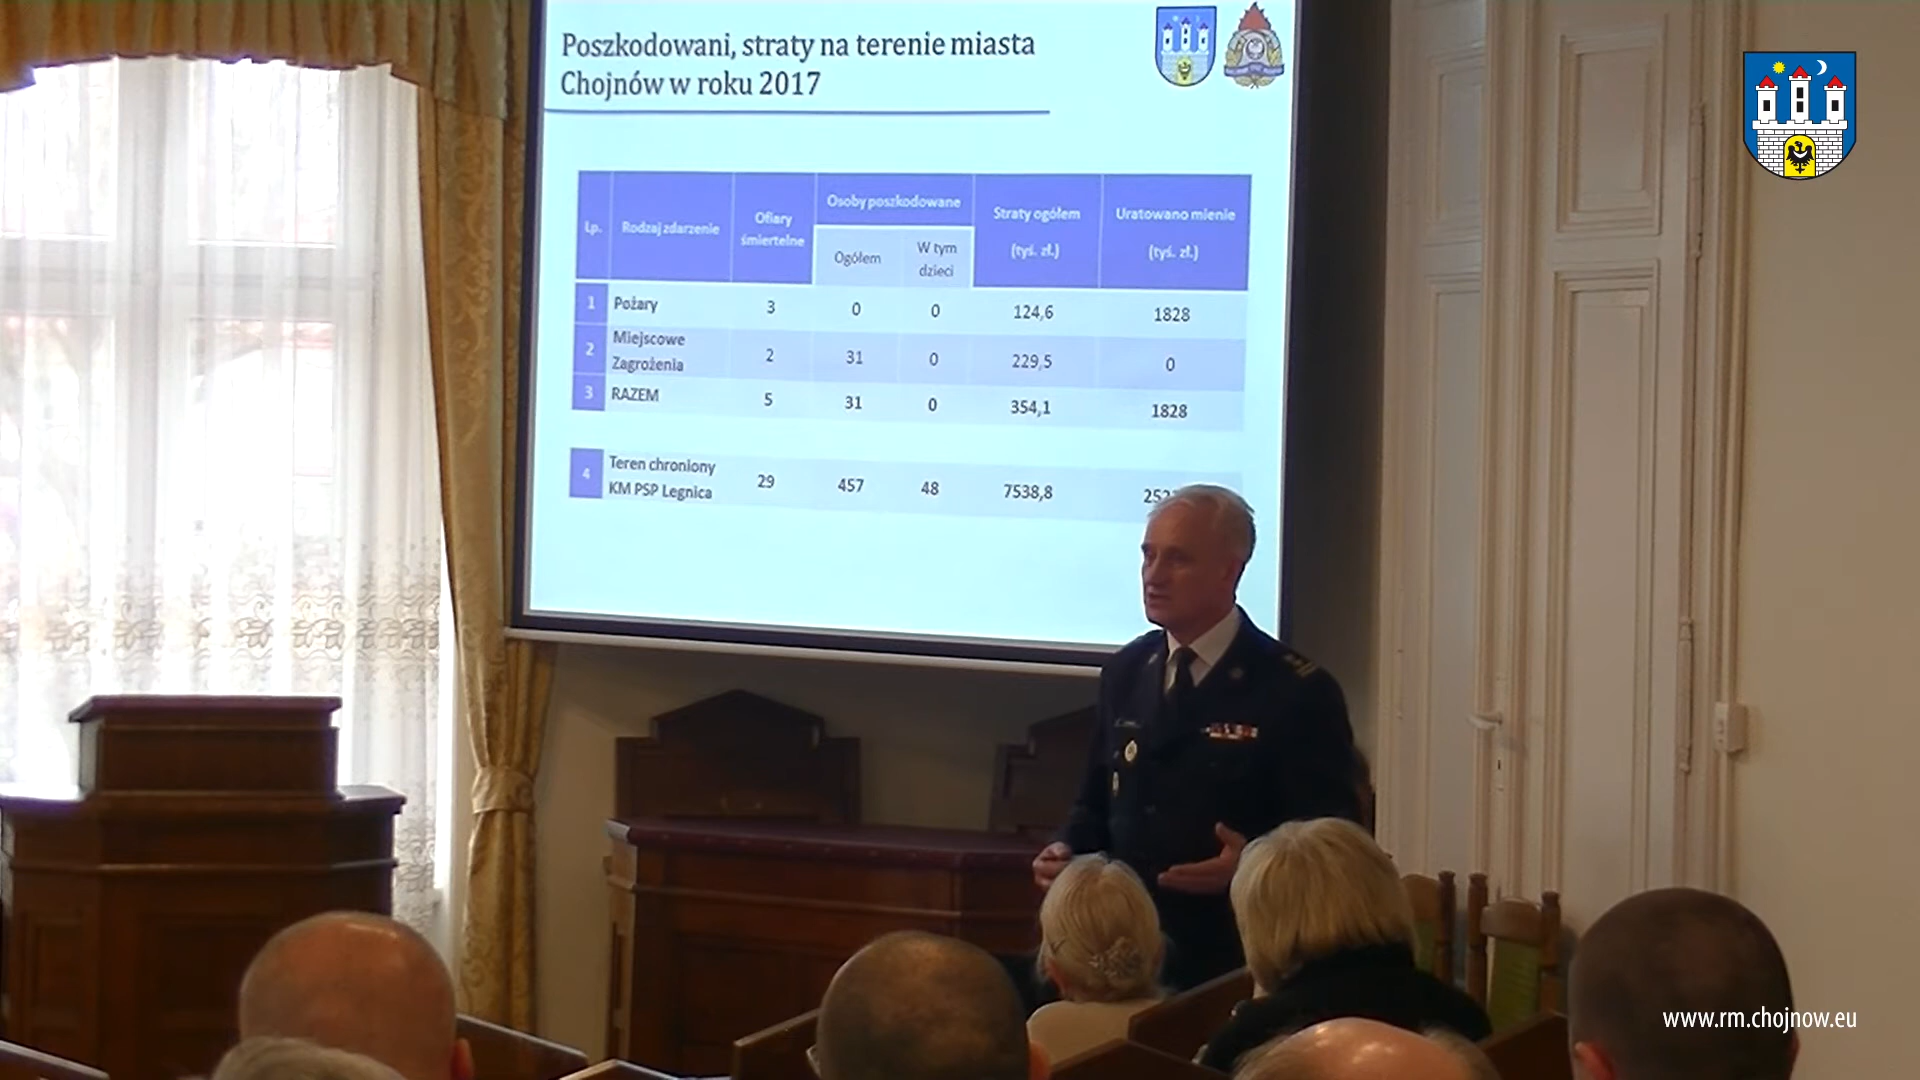 Poszkodowani, straty na terenie miasta
Chojnów w roku 2017
Lp. Rodzaj zdarzenie Ofiary śmiertelne Osoby poszkodowane Straty ogółem (tyś. zł.) Uratowano mienie (tyś. zł.)
Ogółem W tym dzieci
1 Pożary 3 0 0 124,6 1828
2 Miejscowe Zagrożenia 2 31 0 229,5 0
3 RAZEM 5 31 0 354,1 1828
4 Teren chroniony KM PSP Legnica 29 457 48 7538,8
www.rm.chojnow.eu